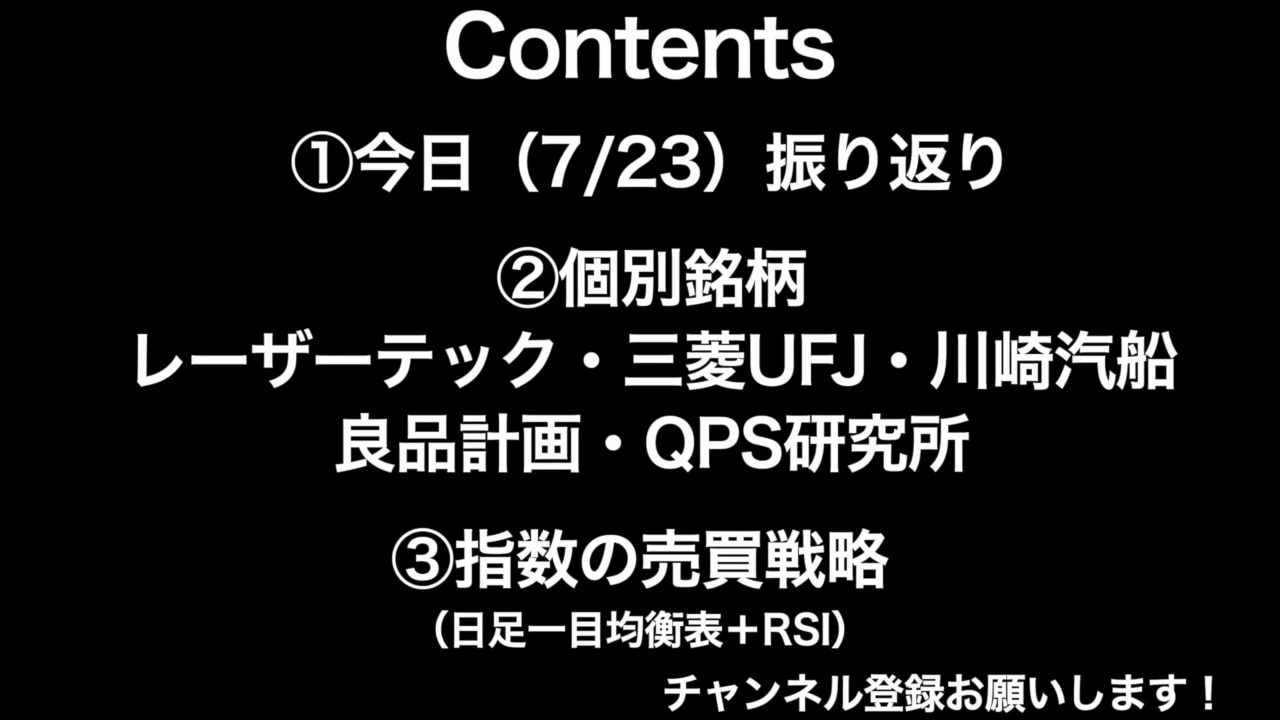 Contents
①今日（7/23）振り返り
②個別銘柄
レーザーテック・三菱UFJ・川崎汽船
良品計画・QPS研究所
③指数の売買戦略
（日足一目均衡表＋RSI）
チャンネル登録お願いします！